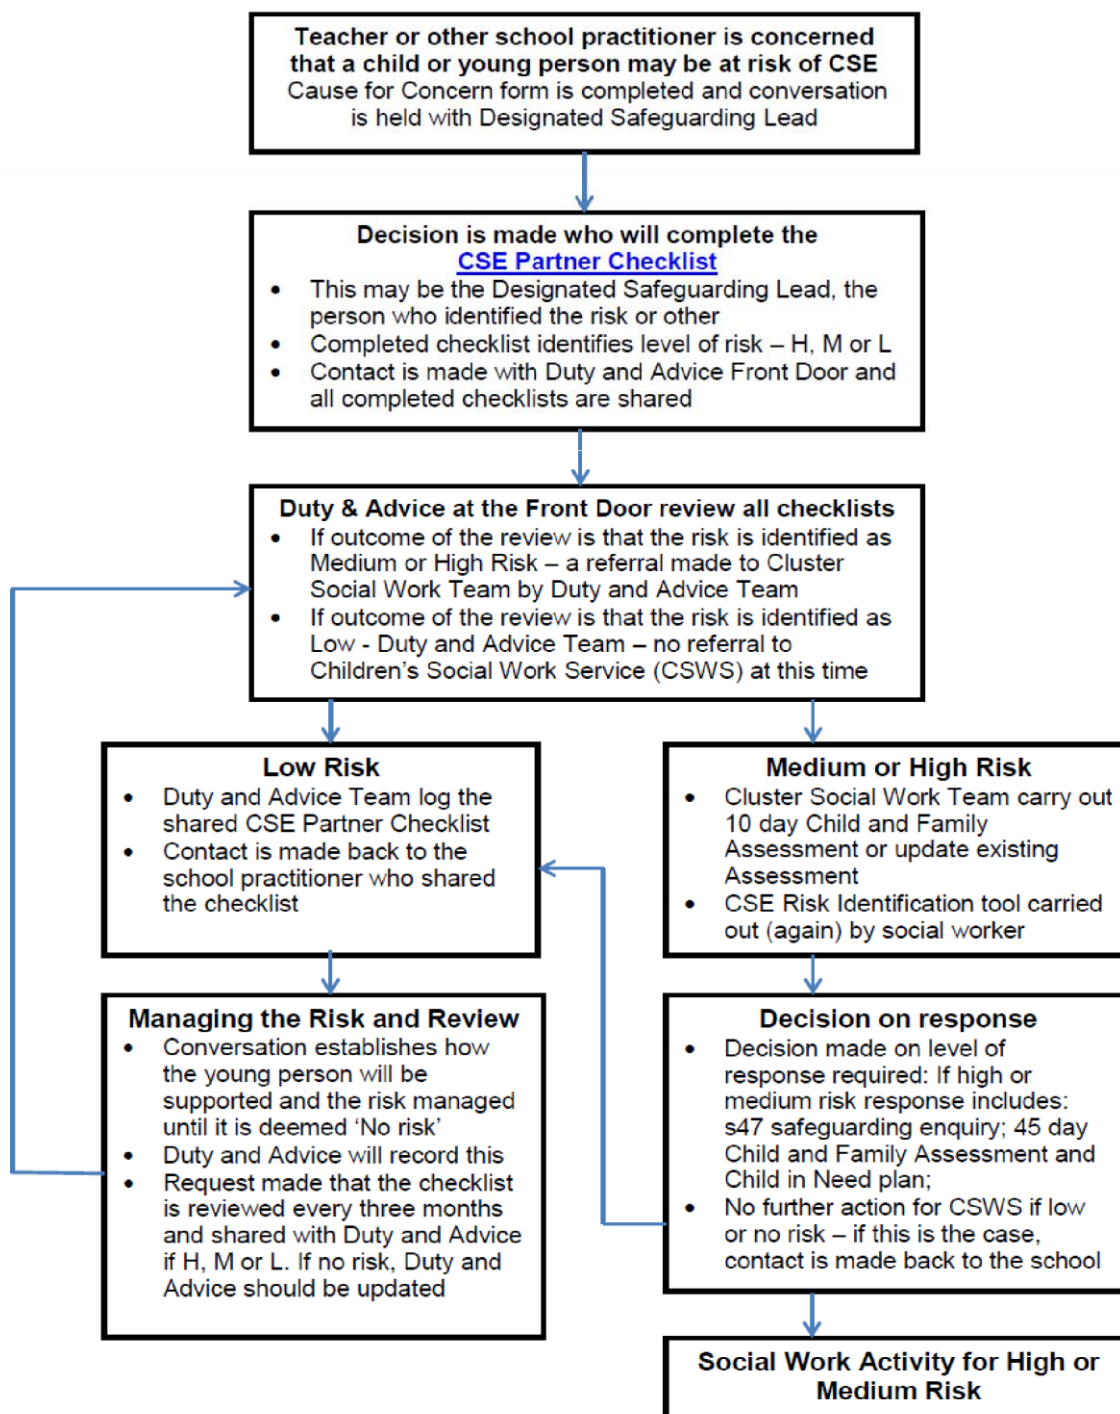 Teacher or other school practitioner is concerned
that a child or young person may be at risk of CSE
Cause for Concern form is completed and conversation
is held with Designated Safeguarding Lead
Decision is made who will complete the
CSE Partner Checklist
• This may be the Designated Safeguarding Lead, the
person who identified the risk or other
• Completed checklist identifies level of risk – H, M or L
• Contact is made with Duty and Advice Front Door and
all completed checklists are shared
Duty & Advice at the Front Door review all checklists
• If outcome of the review is that the risk is identified as
Medium or High Risk – a referral made to Cluster
Social Work Team by Duty and Advice Team
• If outcome of the review is that the risk is identified as
Low - Duty and Advice Team – no referral to
Children's Social Work Service (CSWS) at this time
Low Risk
• Duty and Advice Team log the
shared CSE Partner Checklist
• Contact is made back to the
school practitioner who shared
the checklist
Managing the Risk and Review
• Conversation establishes how
the young person will be
supported and the risk managed
until it is deemed 'No risk'
• Duty and Advice will record this
• Request made that the checklist
is reviewed every three months
and shared with Duty and Advice
if H, M or L. If no risk, Duty and
Advice should be updated
Medium or High Risk
• Cluster Social Work Team carry out
10 day Child and Family
Assessment or update existing
Assessment
• CSE Risk Identification tool carried
out (again) by social worker
Decision on response
• Decision made on level of
response required: If high or
medium risk response includes:
s47 safeguarding enquiry; 45 day
Child and Family Assessment and
Child in Need plan;
• No further action for CSWS if low
or no risk – if this is the case,
contact is made back to the school
Social Work Activity for High or
Medium Risk